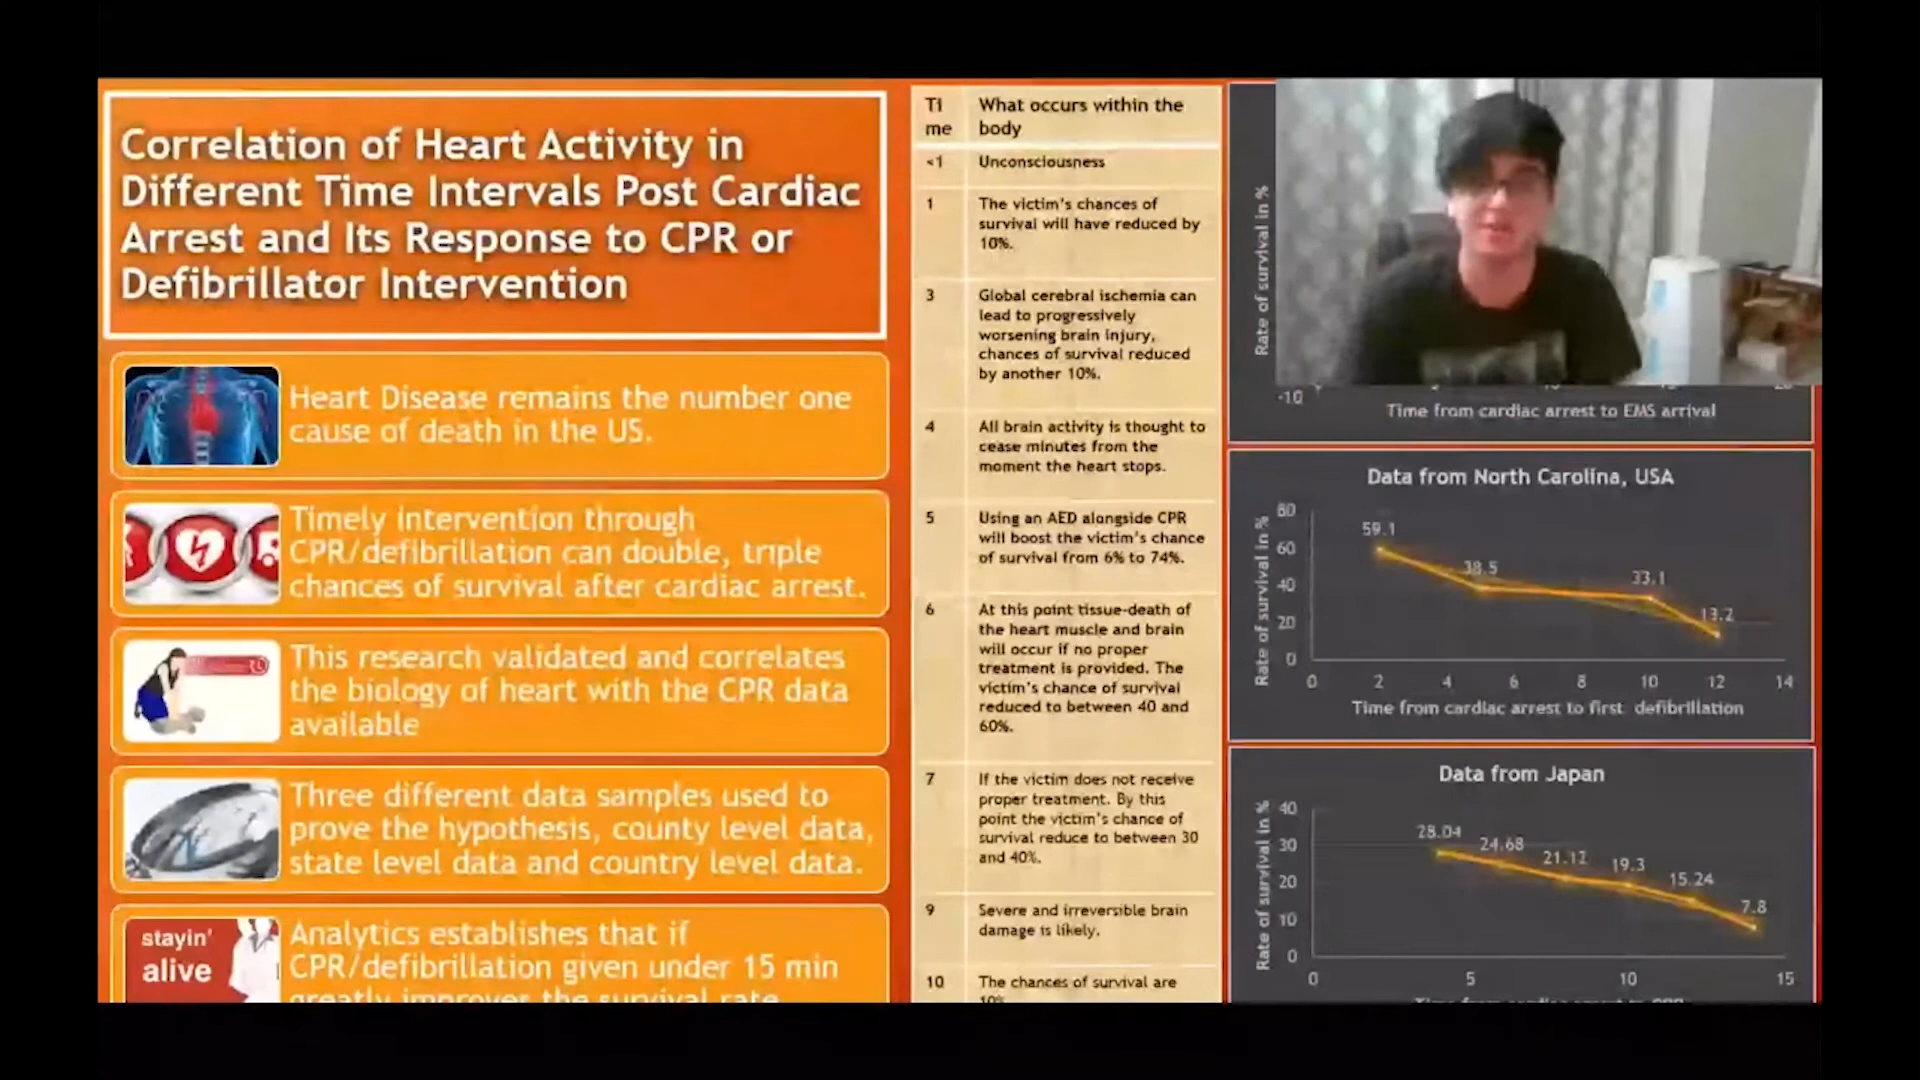 Correlation of Heart Activity in
Different Time Intervals Post Cardiac
Arrest and Its Response to CPR or
Defibrillator Intervention
Heart Disease remains the number one
cause of death in the US.
Timely intervention through
CPR/defibrillation can double, triple
chances of survival after cardiac arrest.
This research validated and correlates
the biology of heart with the CPR data
available
Three different data samples used to
prove the hypothesis, county level data,
state level data and country level data.
stayin'
alive
Analytics establishes that if
CPR/defibrillation given under 15 min
greatly improves the survival rate
Ti
me
What occurs within the
body
<1
Unconsciousness
1
The victim's chances of
survival will have reduced by
10%.
3
Global cerebral ischemia can
lead to progressively
worsening brain injury,
chances of survival reduced
by another 10%.
4
All brain activity is thought to
cease minutes from the
moment the heart stops.
5
Using an AED alongside CPR
will boost the victim's chance
of survival from 6% to 74%.
6
At this point tissue-death of
the heart muscle and brain
will occur if no proper
treatment is provided. The
victim's chance of survival
reduced to between 40 and
60%.
7
If the victim does not receive
proper treatment. By this
point the victim's chance of
survival reduce to between 30
and 40%.
9
Severe and irreversible brain
damage is likely.
10
The chances of survival are
10%
Rate of survival in %
-10
Time from cardiac arrest to EMS arrival
Data from North Carolina, USA
Rate of survival in %
80
60
40
20
0
59.1
38.5
33.1
13.2
0 2 4 6 8 10 12 14
Time from cardiac arrest to first defibrillation
Data from Japan
Rate of survival in %
40
30
20
10
0
28.04
24.68
21.12
19.3
15.24
7.8
0 5 10 15
Time from cardiac arrest to CPR